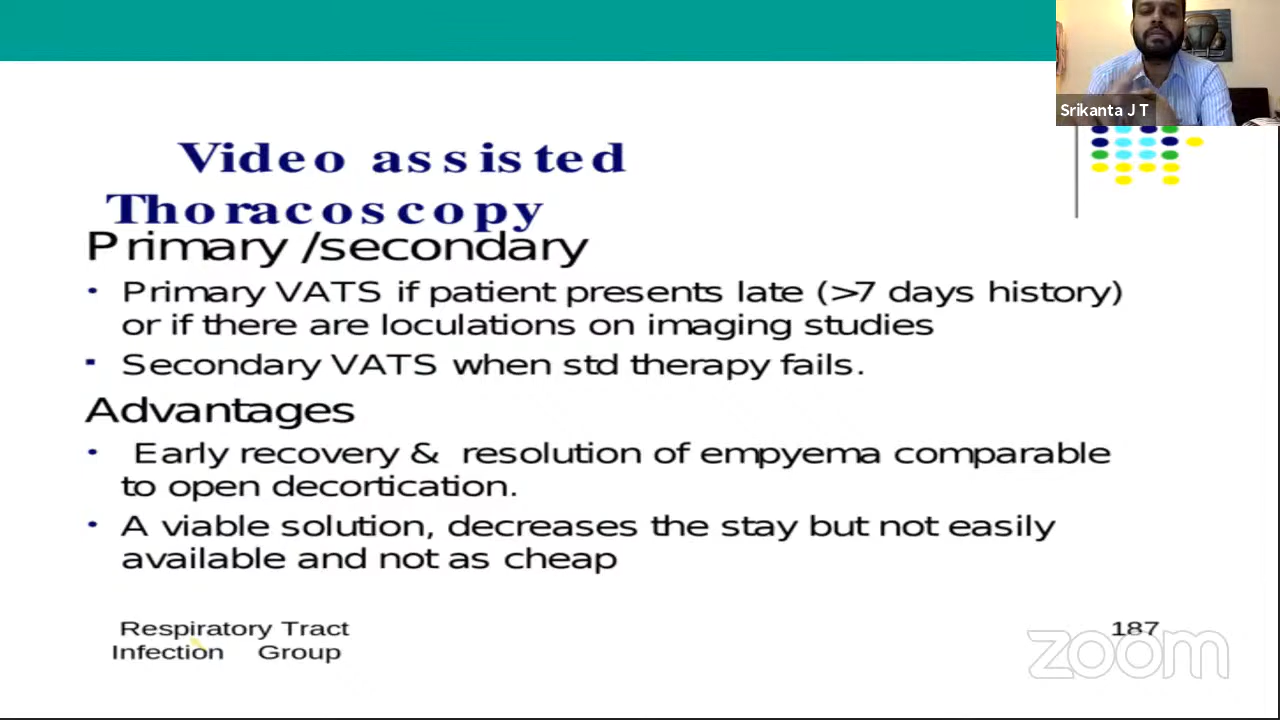 Srikanta J T
Video assisted
Thoracoscopy
Primary /secondary
• Primary VATS if patient presents late (>7 days history)
or if there are loculations on imaging studies
▪ Secondary VATS when std therapy fails.
Advantages
• Early recovery & resolution of empyema comparable
to open decortication.
• A viable solution, decreases the stay but not easily
available and not as cheap
Respiratory Tract
Infection Group
187
zoom